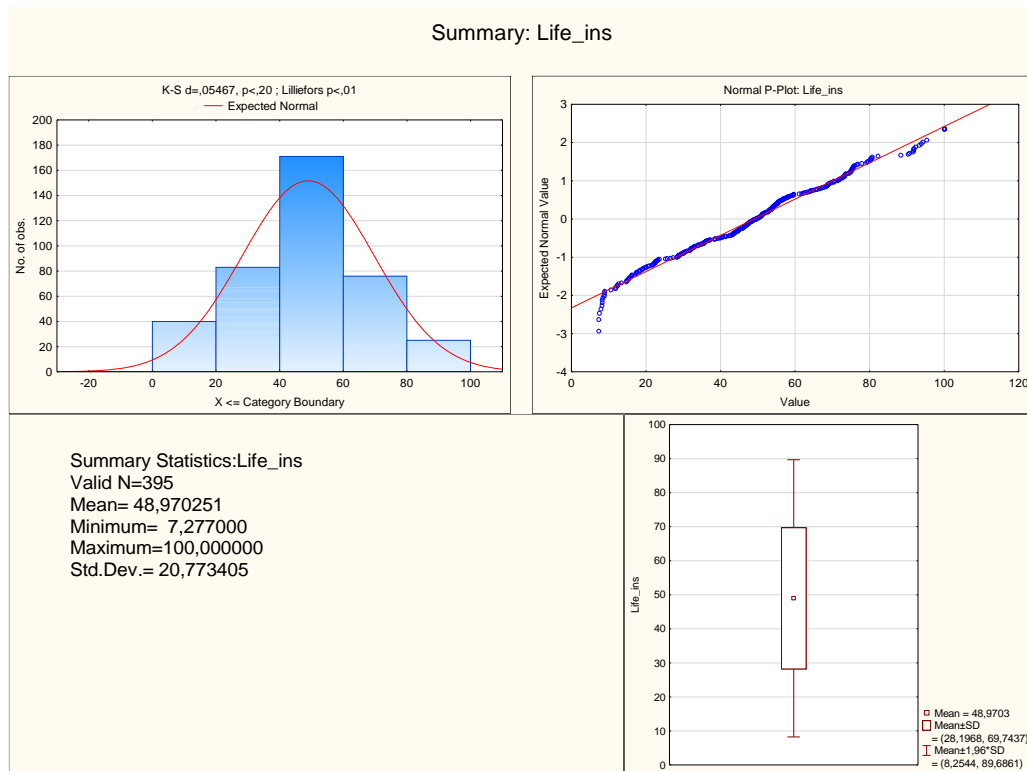 Summary: Life_ins
K-S d=,05467, p<,20 ; Lilliefors p<,01
Expected Normal
200
180
160
140
120
100
80
60
40
20
0
No. of obs.
-20 0 20 40 60 80 100
X <= Category Boundary
Normal P-Plot: Life_ins
3
2
1
0
-1
-2
-3
-4
Expected Normal Value
0 20 40 60 80 100 120
Value
Summary Statistics:Life_ins
Valid N=395
Mean= 48,970251
Minimum= 7,277000
Maximum=100,000000
Std.Dev.= 20,773405
100
90
80
70
60
50
40
30
20
10
0
Life_ins
Mean = 48,9703
Mean±SD
= (28,1968, 69,7437)
Mean±1,96*SD
= (8,2544, 89,6861)